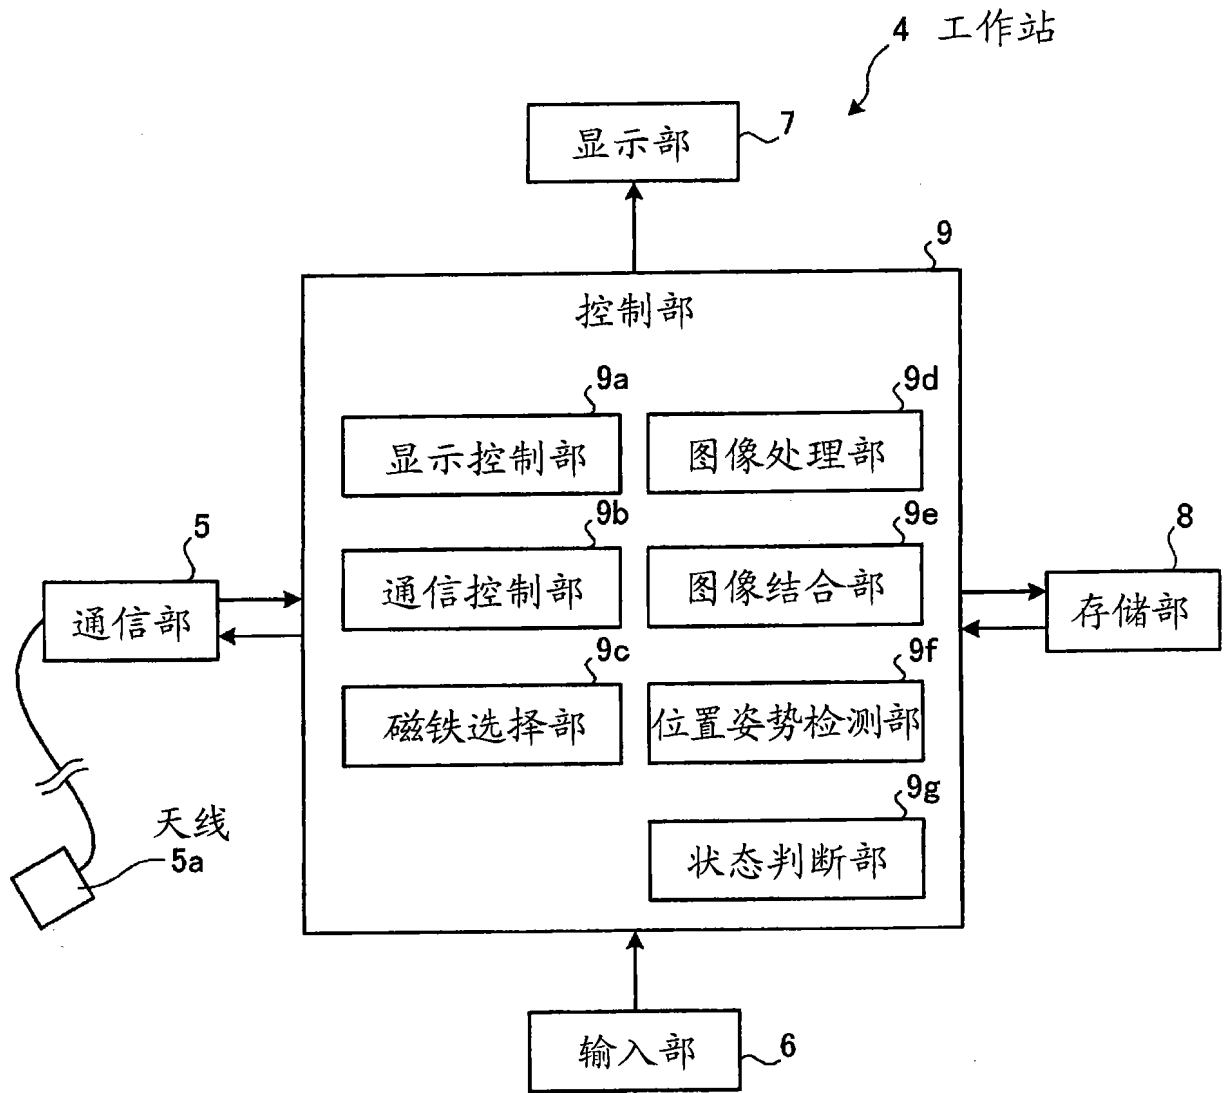 4 工作站
显示部
7
9
控制部
9a
9d
显示控制部
图像处理部
9b
9e
5
8
通信控制部
图像结合部
通信部
存储部
9c
9f
磁铁选择部
位置姿势检测部
9g
天线
5a
状态判断部
输入部
6